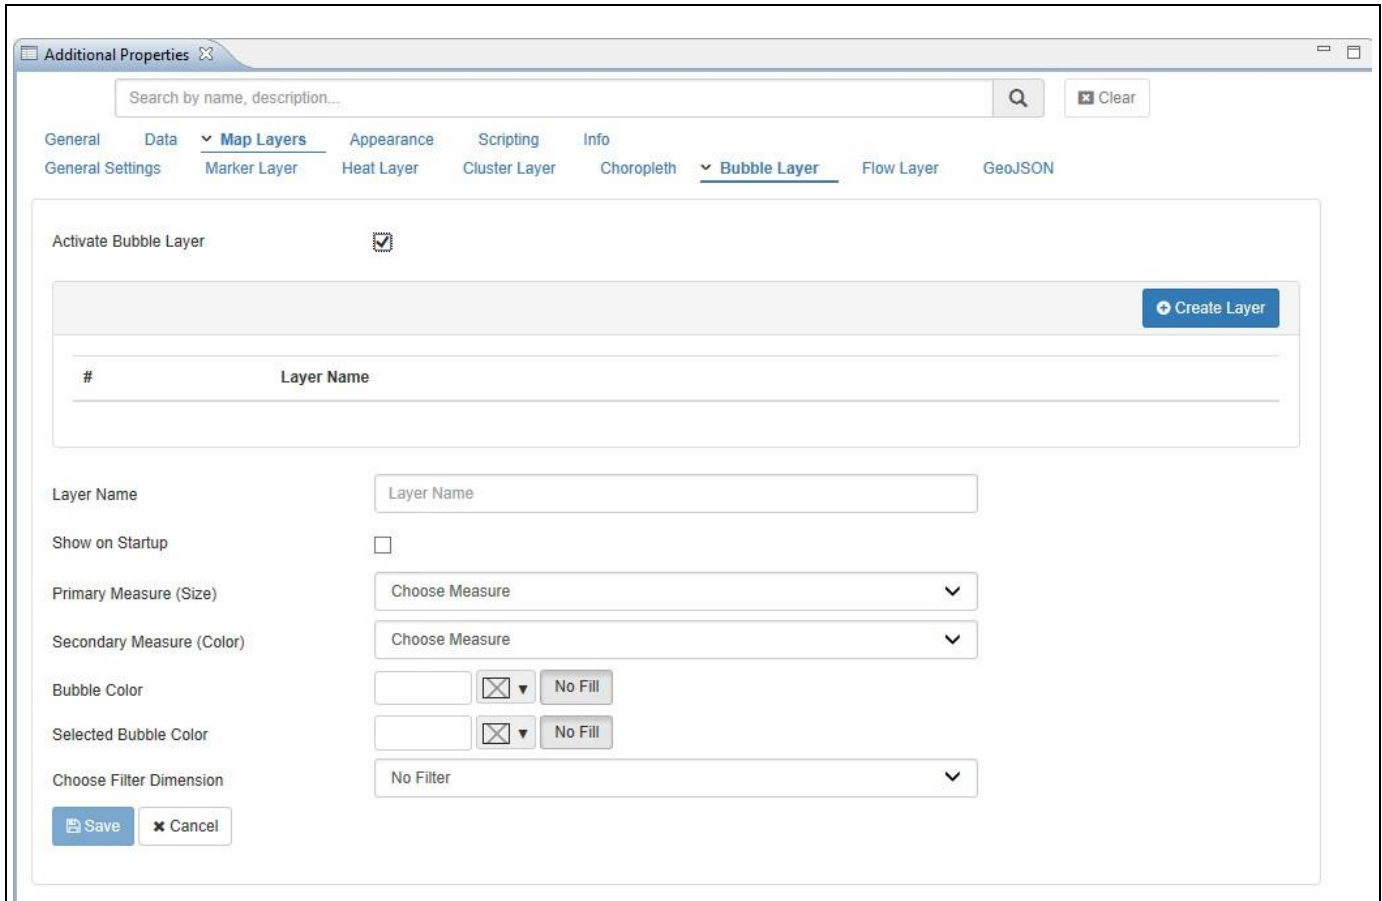 Additional Properties
Search by name, description...
Clear
General Data Map Layers Appearance Scripting Info
General Settings Marker Layer Heat Layer Cluster Layer Choropleth Bubble Layer Flow Layer GeoJSON
Activate Bubble Layer
Create Layer
# Layer Name
Layer Name Layer Name
Show on Startup
Primary Measure (Size) Choose Measure
Secondary Measure (Color) Choose Measure
Bubble Color No Fill
Selected Bubble Color No Fill
Choose Filter Dimension No Filter
Save Cancel